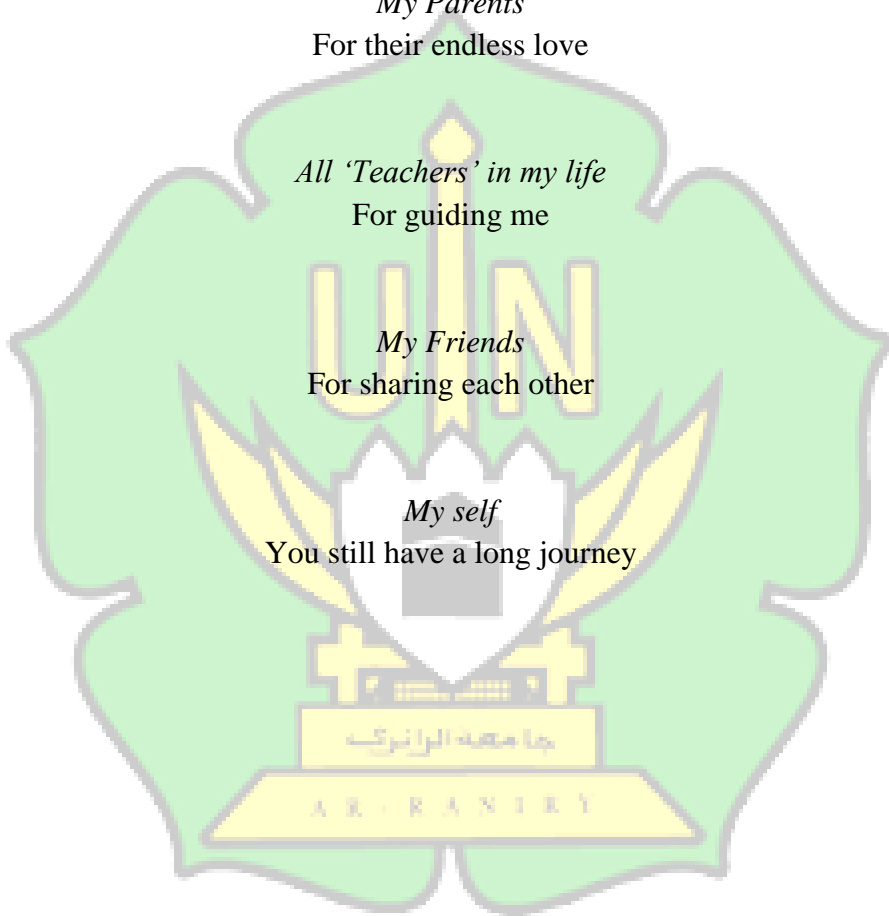 My Parents
For their endless love
All ‘Teachers’ in my life
For guiding me
UIN
My Friends
For sharing each other
My self
You still have a long journey
جامعة الرانري
AR-RANIRY